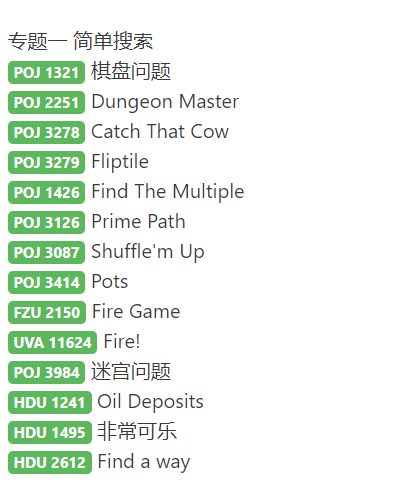 专题一 简单搜索
POJ 1321 棋盘问题
POJ 2251 Dungeon Master
POJ 3278 Catch That Cow
POJ 3279 Fliptile
POJ 1426 Find The Multiple
POJ 3126 Prime Path
POJ 3087 Shuffle'm Up
POJ 3414 Pots
FZU 2150 Fire Game
UVA 11624 Fire!
POJ 3984 迷宫问题
HDU 1241 Oil Deposits
HDU 1495 非常可乐
HDU 2612 Find a way